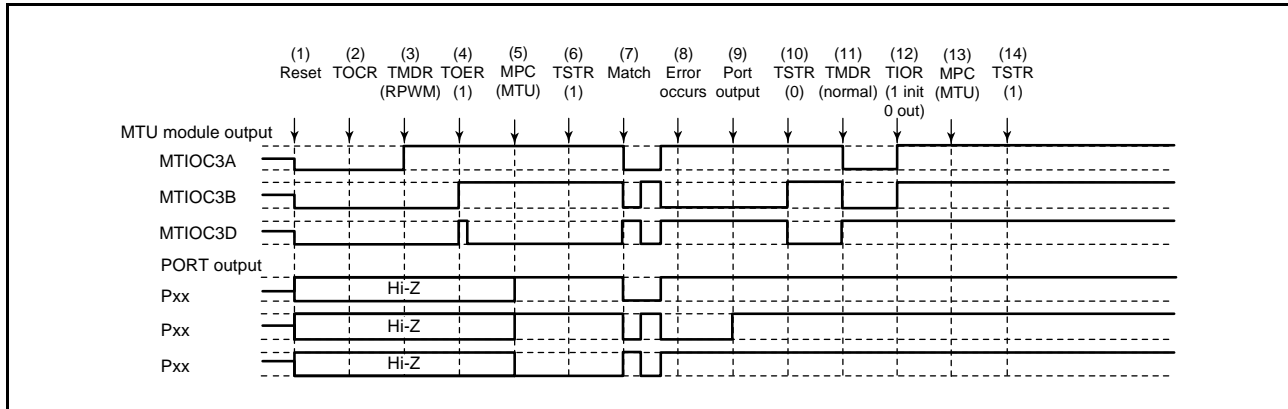 (1) (2) (3) (4) (5) (6) (7) (8) (9) (10) (11) (12) (13) (14)
Reset TOCR TMDR TOER MPC TSTR Match Error Port TSTR TMDR TIOR MPC TSTR
(RPWM) (1) (MTU) (1) occurs output (0) (normal) (1 init (MTU) (1)
0 out)
MTU module output
MTIOC3A
MTIOC3B
MTIOC3D
PORT output
Pxx Hi-Z
Pxx Hi-Z
Pxx Hi-Z